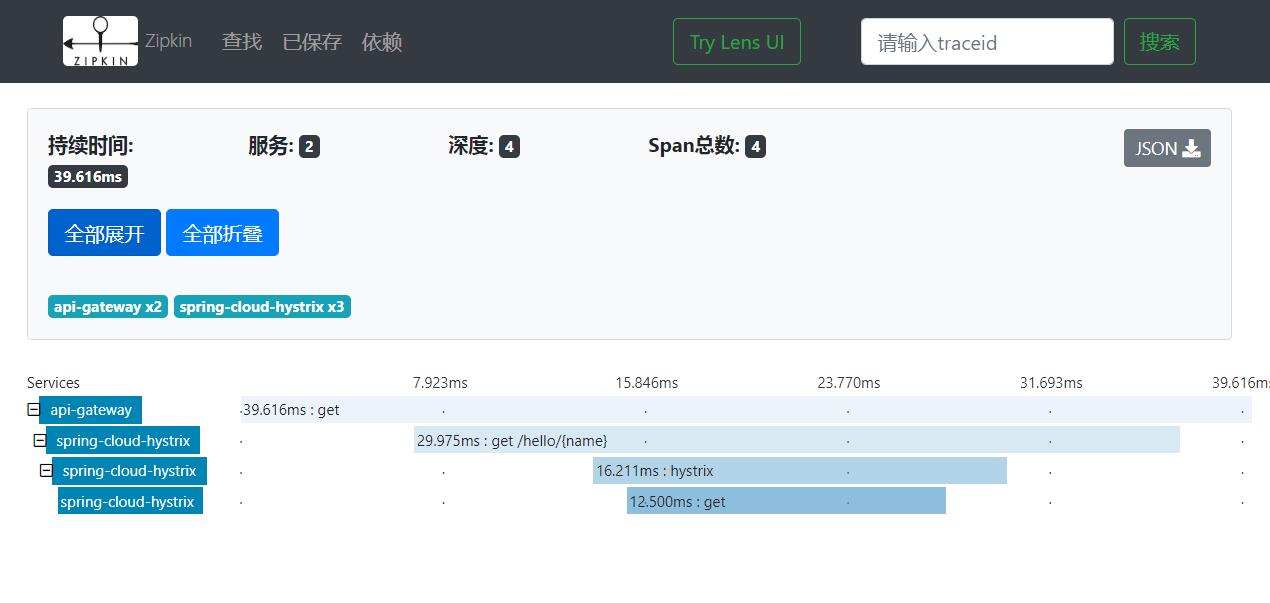 ZIPKIN Zipkin 查找 已保存 依赖 Try Lens UI 请输入traceid 搜索
持续时间: 服务: 2 深度: 4 Span总数: 4 JSON
39.616ms
全部展开 全部折叠
api-gateway x2 spring-cloud-hystrix x3
Services 7.923ms 15.846ms 23.770ms 31.693ms 39.616ms
api-gateway 39.616ms : get
spring-cloud-hystrix 29.975ms : get /hello/{name}
spring-cloud-hystrix 16.211ms : hystrix
spring-cloud-hystrix 12.500ms : get